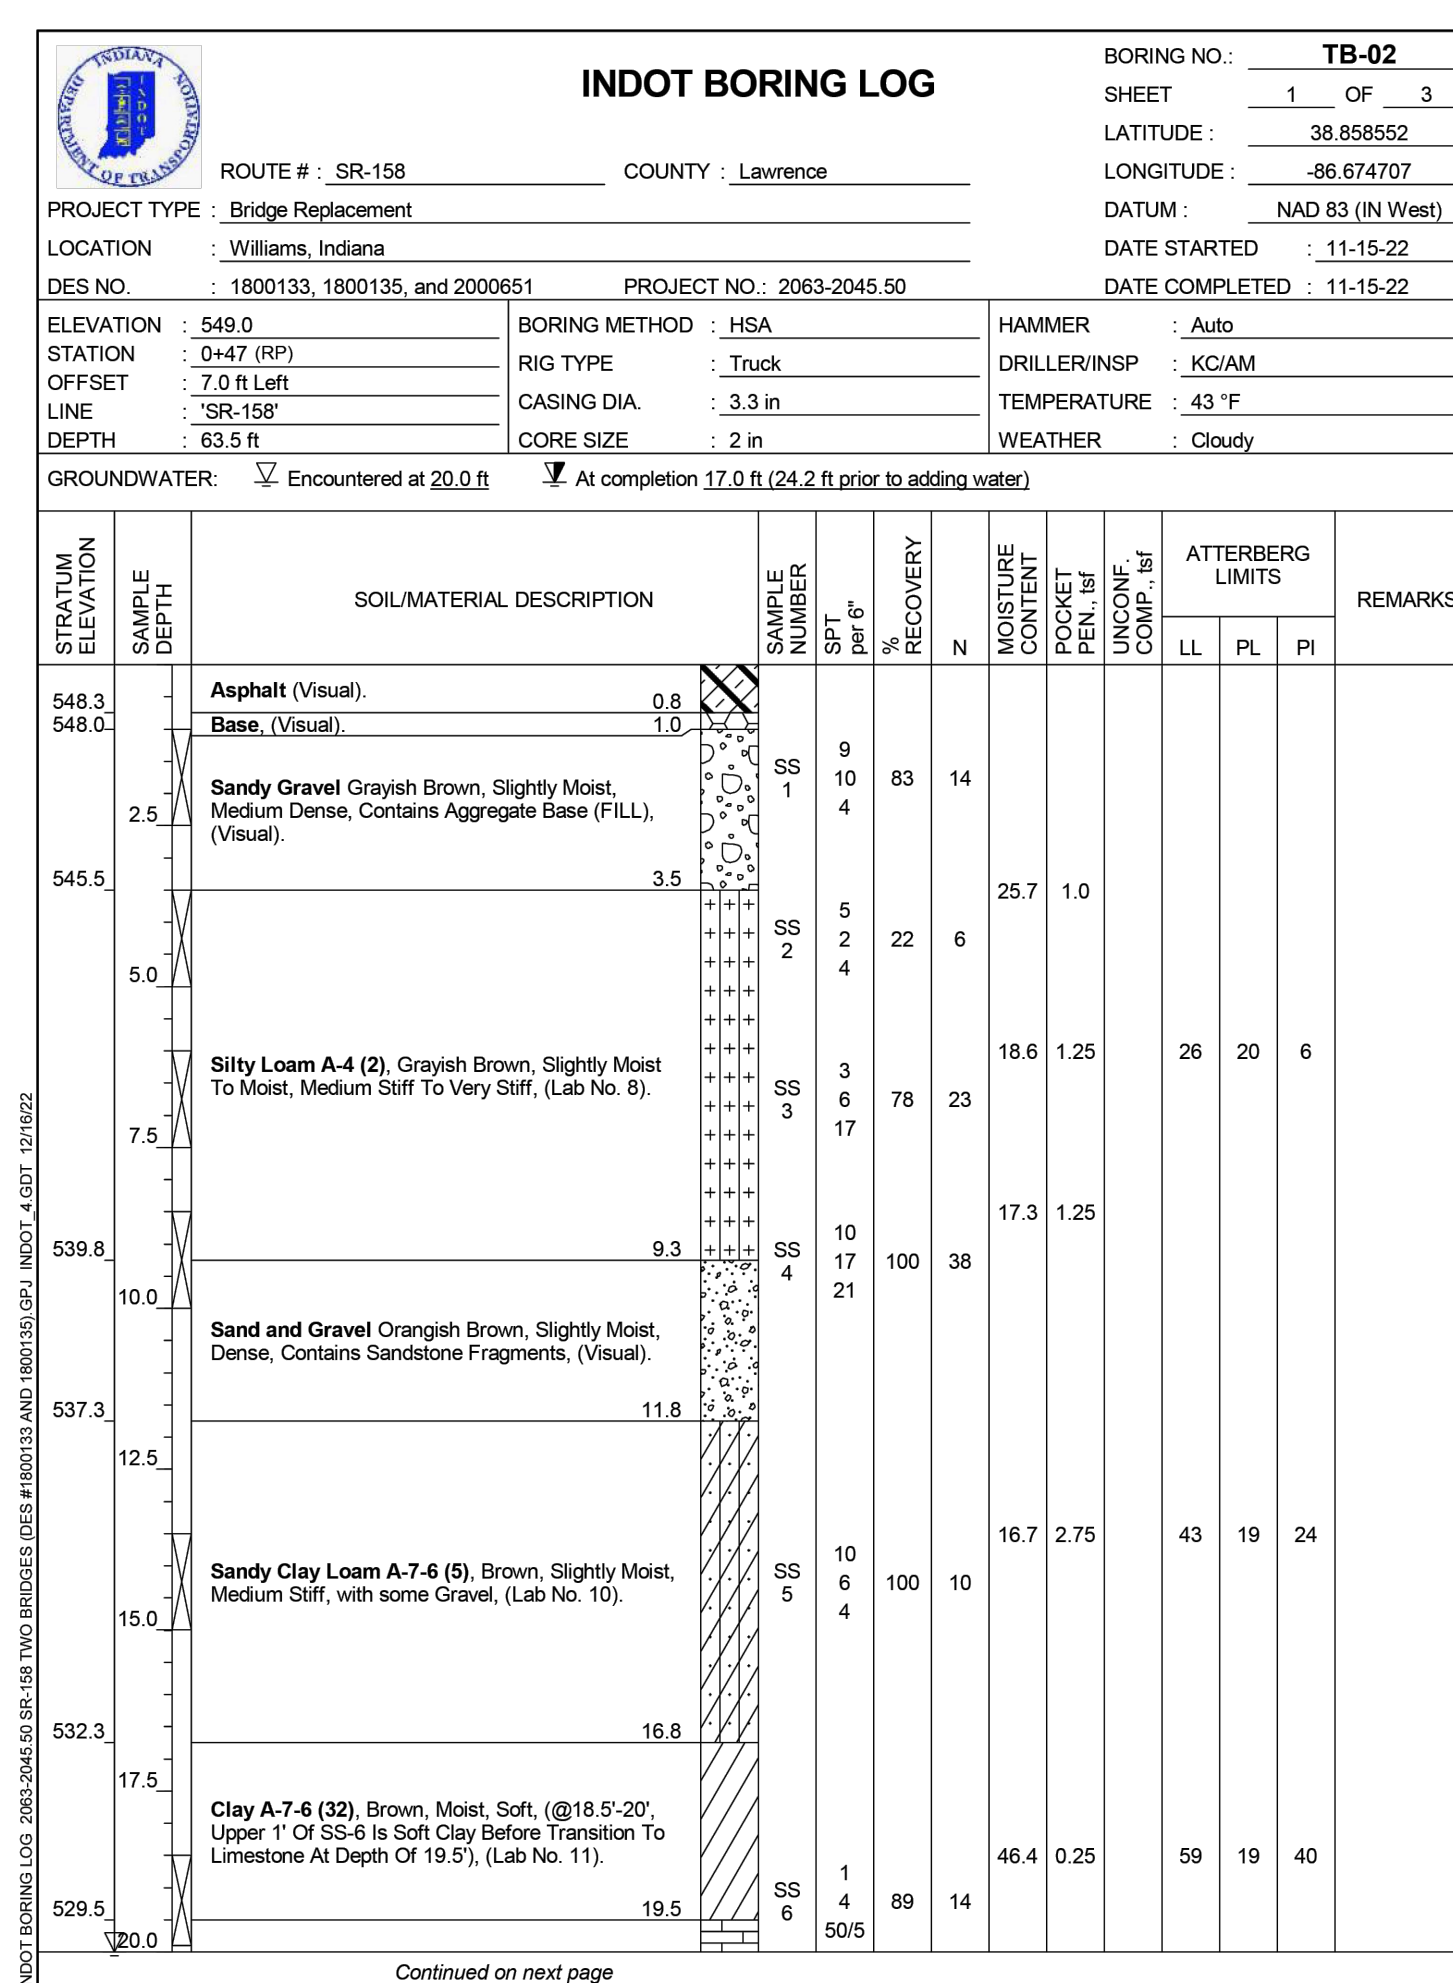 INDIANA
DEPARTMENT OF TRANSPORTATION
INDOT
INDOT BORING LOG
BORING NO.: TB-02
SHEET 1 OF 3
LATITUDE : 38.858552
ROUTE # : SR-158 COUNTY : Lawrence LONGITUDE : -86.674707
PROJECT TYPE : Bridge Replacement DATUM : NAD 83 (IN West)
LOCATION : Williams, Indiana DATE STARTED : 11-15-22
DES NO. : 1800133, 1800135, and 2000651 PROJECT NO.: 2063-2045.50 DATE COMPLETED : 11-15-22
ELEVATION : 549.0
STATION : 0+47 (RP)
OFFSET : 7.0 ft Left
LINE : 'SR-158'
DEPTH : 63.5 ft
BORING METHOD : HSA
RIG TYPE : Truck
CASING DIA. : 3.3 in
CORE SIZE : 2 in
HAMMER : Auto
DRILLER/INSP : KC/AM
TEMPERATURE : 43 °F
WEATHER : Cloudy
GROUNDWATER: Encountered at 20.0 ft At completion 17.0 ft (24.2 ft prior to adding water)
STRATUM
ELEVATION
SAMPLE
DEPTH
SOIL/MATERIAL DESCRIPTION
SAMPLE
NUMBER
SPT
per 6"
%
RECOVERY
N
MOISTURE
CONTENT
POCKET
PEN., tsf
UNCONF.
COMP., tsf
ATTERBERG
LIMITS
LL PL PI
REMARKS
548.3 Asphalt (Visual). 0.8
548.0 Base, (Visual). 1.0
Sandy Gravel Grayish Brown, Slightly Moist,
Medium Dense, Contains Aggregate Base (FILL),
(Visual).
2.5
SS
1
9
10
4
83 14
545.5 3.5
25.7 1.0
SS
2
5
2
4
22 6
5.0
Silty Loam A-4 (2), Grayish Brown, Slightly Moist
To Moist, Medium Stiff To Very Stiff, (Lab No. 8).
18.6 1.25 26 20 6
SS
3
3
6
17
78 23
7.5
17.3 1.25
539.8 9.3
SS
4
10
17
21
100 38
10.0
Sand and Gravel Orangish Brown, Slightly Moist,
Dense, Contains Sandstone Fragments, (Visual).
537.3 11.8
12.5
16.7 2.75 43 19 24
Sandy Clay Loam A-7-6 (5), Brown, Slightly Moist,
Medium Stiff, with some Gravel, (Lab No. 10).
SS
5
10
6
4
100 10
15.0
532.3 16.8
17.5
Clay A-7-6 (32), Brown, Moist, Soft, (@18.5'-20',
Upper 1' Of SS-6 Is Soft Clay Before Transition To
Limestone At Depth Of 19.5'), (Lab No. 11).
46.4 0.25 59 19 40
SS
6
1
4
50/5
89 14
529.5 19.5
20.0
Continued on next page
NDOT BORING LOG 2063-2045.50 SR-158 TWO BRIDGES (DES #1800133 AND 1800135).GPJ INDOT_4.GDT 12/16/22